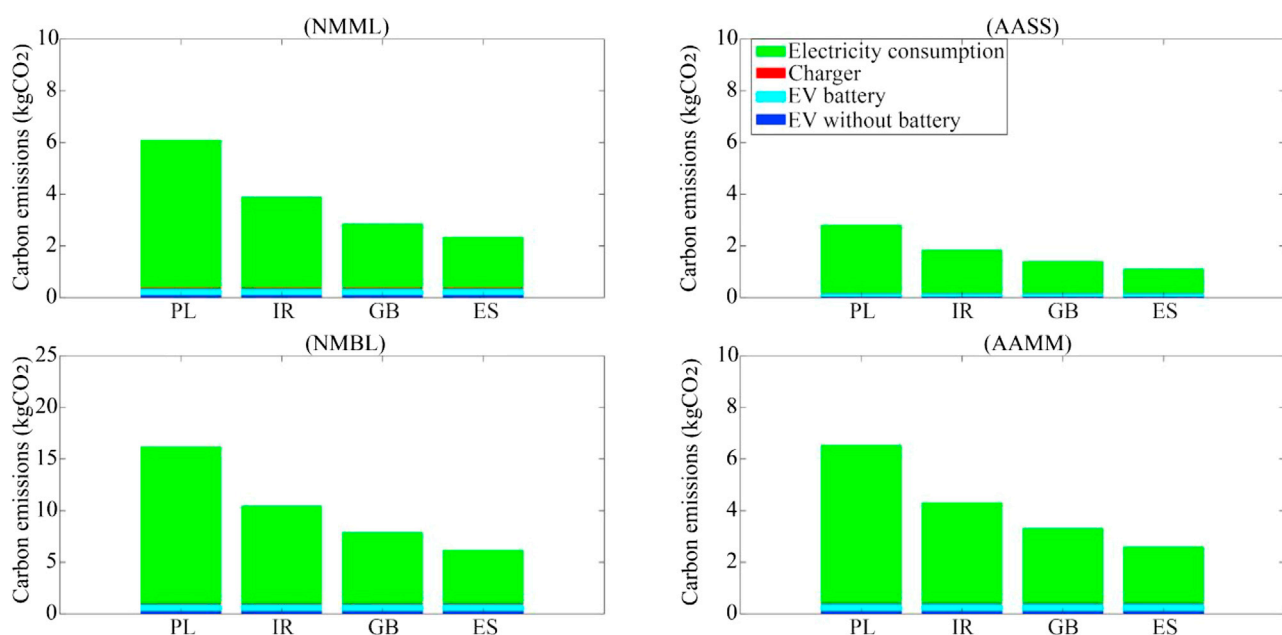 (NMML)
Carbon emissions (kgCO2)
10
8
6
4
2
0
PL IR GB ES
(AASS)
Carbon emissions (kgCO2)
10
8
6
4
2
0
Electricity consumption
Charger
EV battery
EV without battery
PL IR GB ES
(NMBL)
Carbon emissions (kgCO2)
25
20
15
10
5
0
PL IR GB ES
(AAMM)
Carbon emissions (kgCO2)
10
8
6
4
2
0
PL IR GB ES